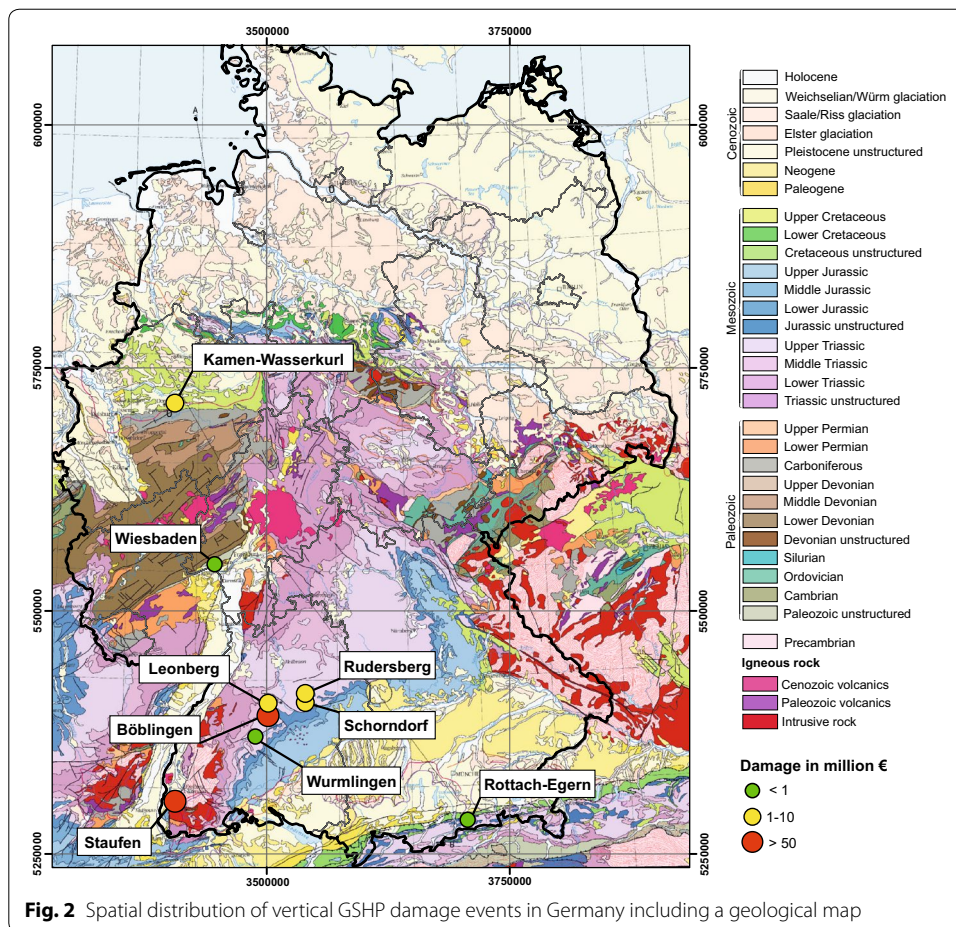 3500000
3750000
6000000
6000000
5750000
5750000
5500000
5500000
5250000
5250000
3500000
3750000
A
Kamen-Wasserkurl
Wiesbaden
Leonberg
Rudersberg
Böblingen
Schorndorf
Wurmlingen
Rottach-Egern
Staufen
Cenozoic
Holocene
Weichselian/Würm glaciation
Saale/Riss glaciation
Elster glaciation
Pleistocene unstructured
Neogene
Paleogene
Mesozoic
Upper Cretaceous
Lower Cretaceous
Cretaceous unstructured
Upper Jurassic
Middle Jurassic
Lower Jurassic
Jurassic unstructured
Upper Triassic
Middle Triassic
Lower Triassic
Triassic unstructured
Paleozoic
Upper Permian
Lower Permian
Carboniferous
Upper Devonian
Middle Devonian
Lower Devonian
Devonian unstructured
Silurian
Ordovician
Cambrian
Paleozoic unstructured
Precambrian
Igneous rock
Cenozoic volcanics
Paleozoic volcanics
Intrusive rock
Damage in million €
< 1
1-10
> 50
Fig. 2 Spatial distribution of vertical GSHP damage events in Germany including a geological map